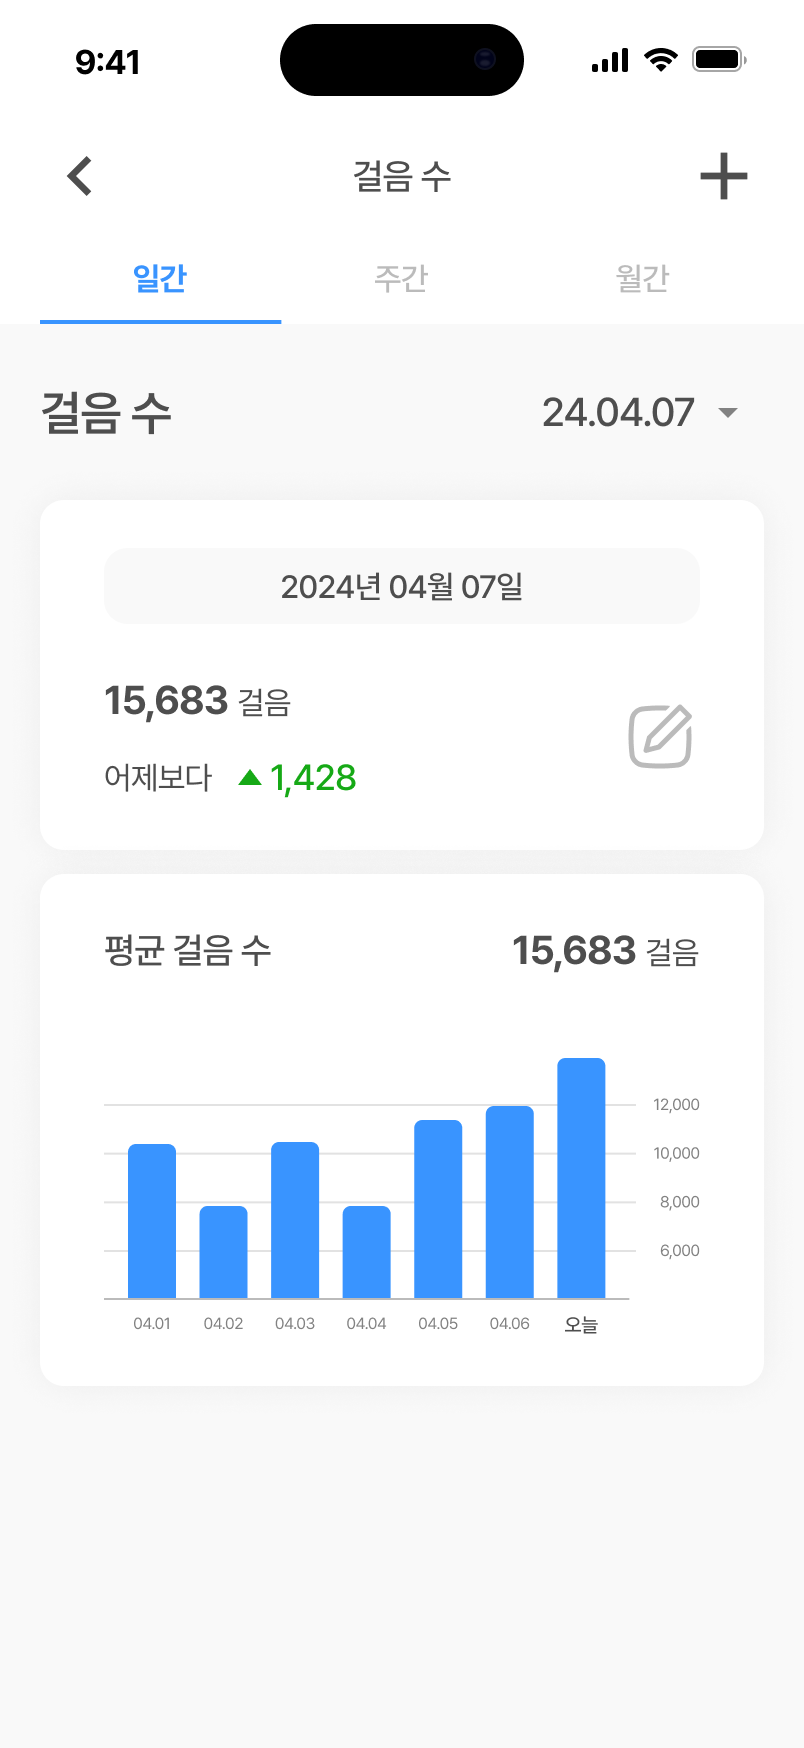 9:41
걸음 수
일간 주간 월간
걸음 수 24.04.07
2024년 04월 07일
15,683 걸음
어제보다 ▲ 1,428
평균 걸음 수 15,683 걸음
12,000
10,000
8,000
6,000
04.01 04.02 04.03 04.04 04.05 04.06 오늘